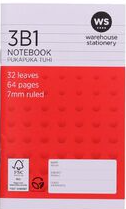 WS
warehouse
stationery
3B1
NOTEBOOK
PUKAPUKA TUHI
32 leaves
64 pages
7mm ruled
FSC